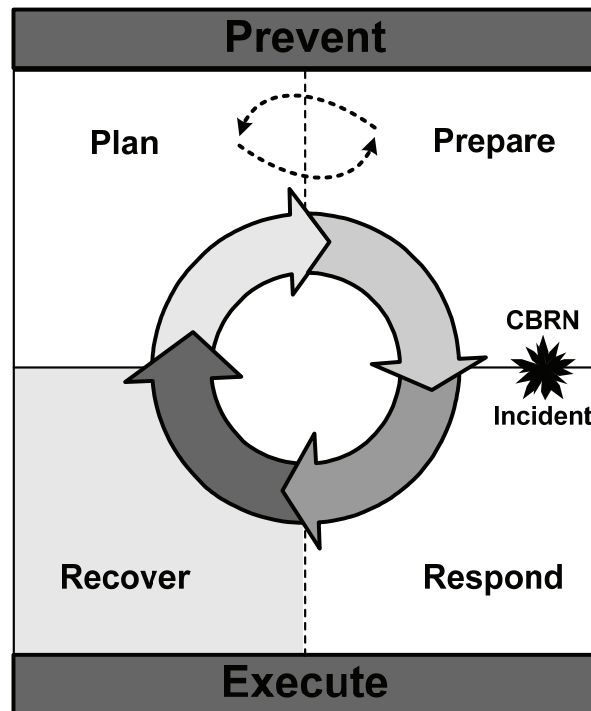 Prevent
Plan
Prepare
CBRN
Incident
Recover
Respond
Execute